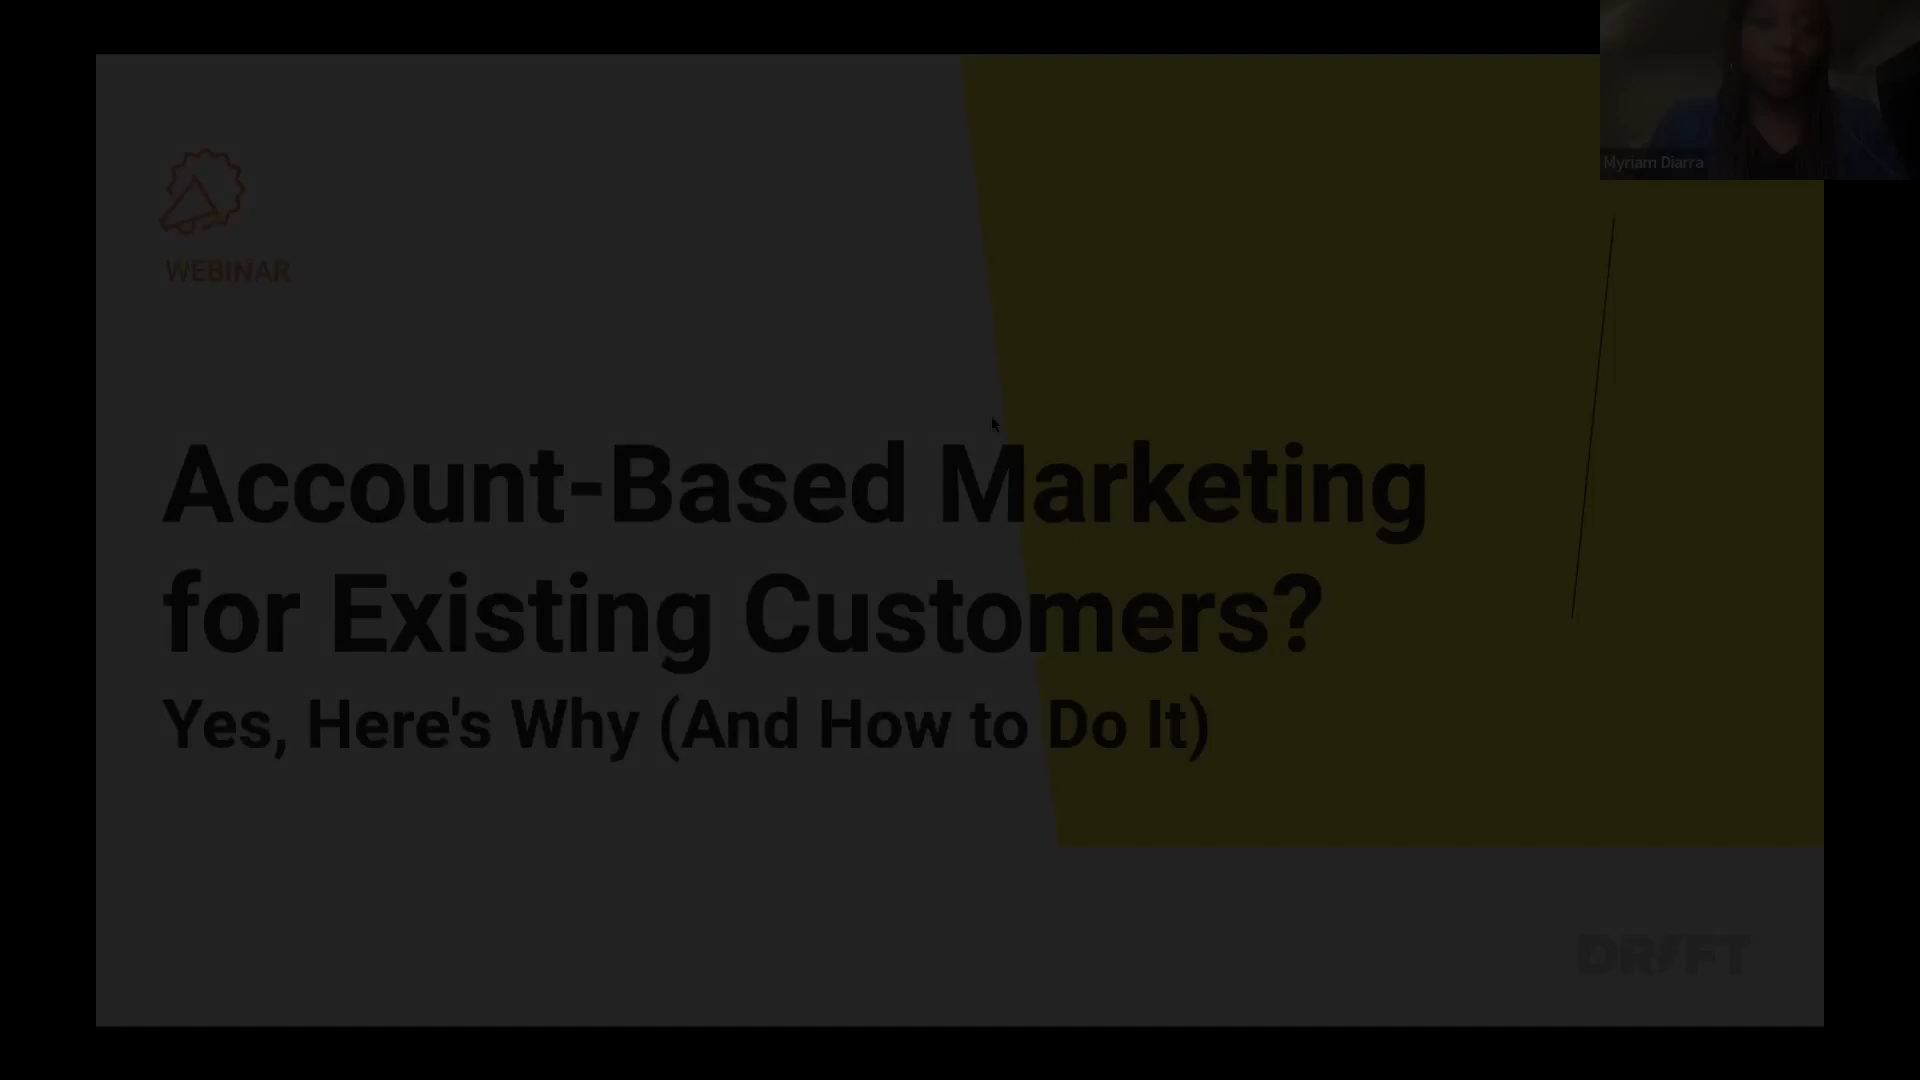 Myriam Diarra
WEBINAR
Account-Based Marketing
for Existing Customers?
Yes, Here's Why (And How to Do It)
DRIFT